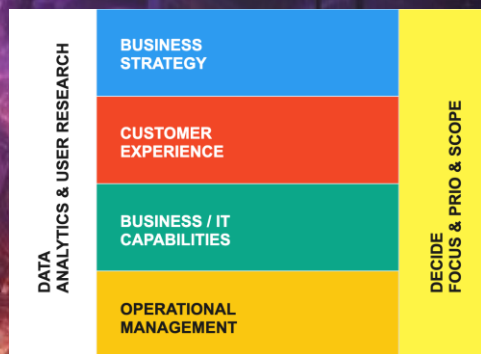 DATA
ANALYTICS & USER RESEARCH
BUSINESS
STRATEGY
CUSTOMER
EXPERIENCE
BUSINESS / IT
CAPABILITIES
OPERATIONAL
MANAGEMENT
DECIDE
FOCUS & PRIO & SCOPE